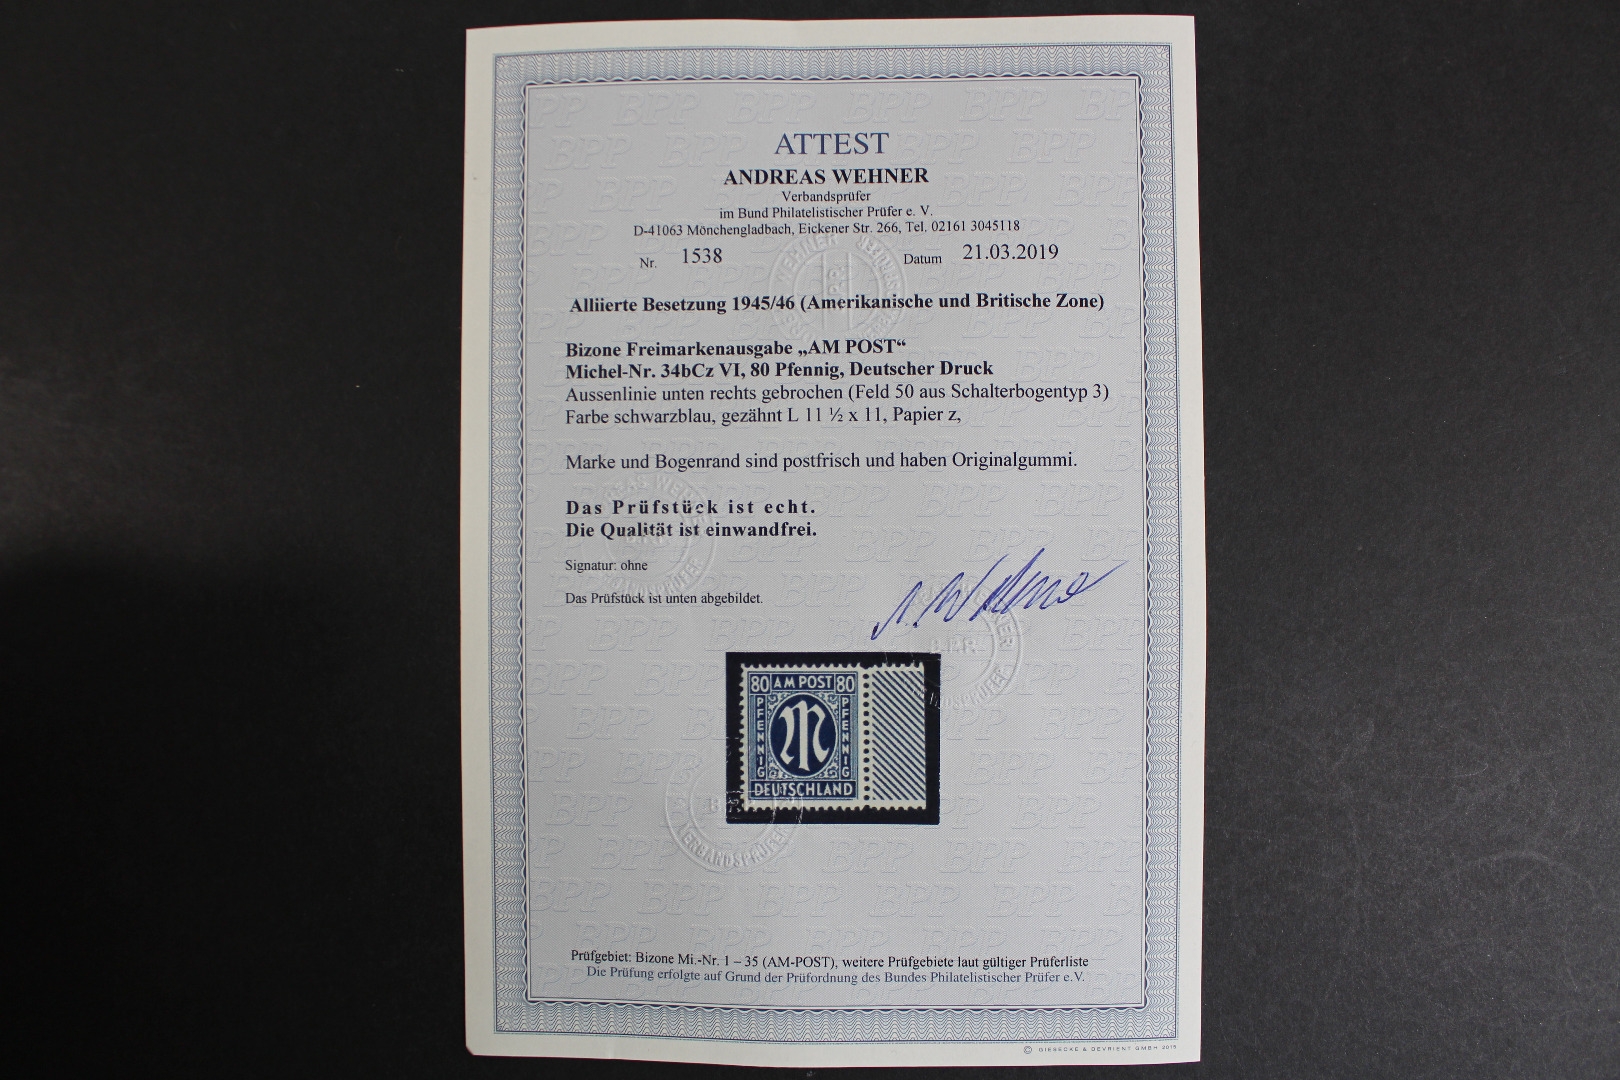 ATTEST
ANDREAS WEHNER
Verbandsprüfer
im Bund Philatelistischer Prüfer e. V.
D-41063 Mönchengladbach, Eickener Str. 266, Tel. 02161 3045118
Nr. 1538 Datum 21.03.2019
Alliierte Besetzung 1945/46 (Amerikanische und Britische Zone)
Bizone Freimarkenausgabe „AM POST“
Michel-Nr. 34bCz VI, 80 Pfennig, Deutscher Druck
Aussenlinie unten rechts gebrochen (Feld 50 aus Schalterbogentyp 3)
Farbe schwarzblau, gezähnt L 11 ½ x 11, Papier z,
Marke und Bogenrand sind postfrisch und haben Originalgummi.
Das Prüfstück ist echt.
Die Qualität ist einwandfrei.
Signatur: ohne
Das Prüfstück ist unten abgebildet.
A. Wehner
80 AM POST 80
PFENNIG
M
PFENNIG
DEUTSCHLAND
Prüfgebiet: Bizone Mi.-Nr. 1 – 35 (AM-POST), weitere Prüfgebiete laut gültiger Prüferliste
Die Prüfung erfolgte auf Grund der Prüfordnung des Bundes Philatelistischer Prüfer e.V.
© GIESECKE & DEVRIENT GMBH 2015